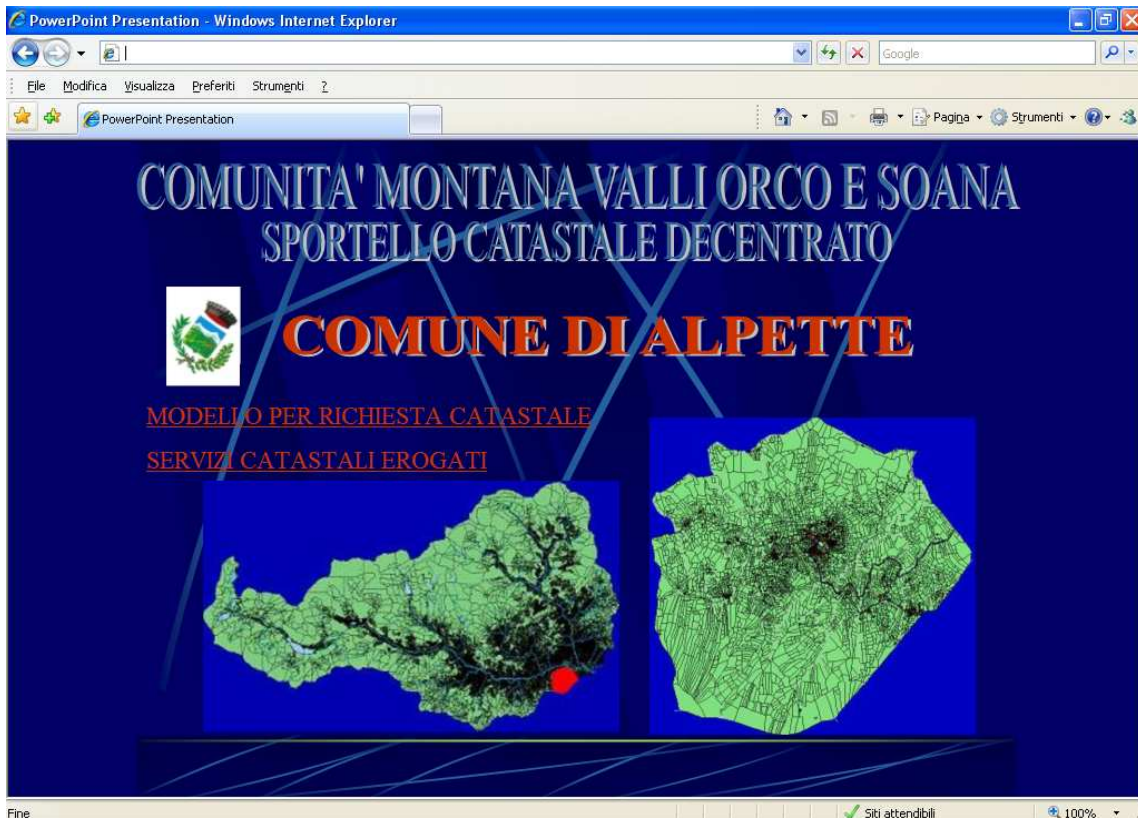 PowerPoint Presentation - Windows Internet Explorer
Google
File Modifica Visualizza Preferiti Strumenti ?
PowerPoint Presentation
Pagina Strumenti
COMUNITA' MONTANA VALLI ORCO E SOANA
SPORTELLO CATASTALE DECENTRATO
COMUNE DI ALPETTE
MODELLO PER RICHIESTA CATASTALE
SERVIZI CATASTALI EROGATI
Fine
Siti attendibili
100%